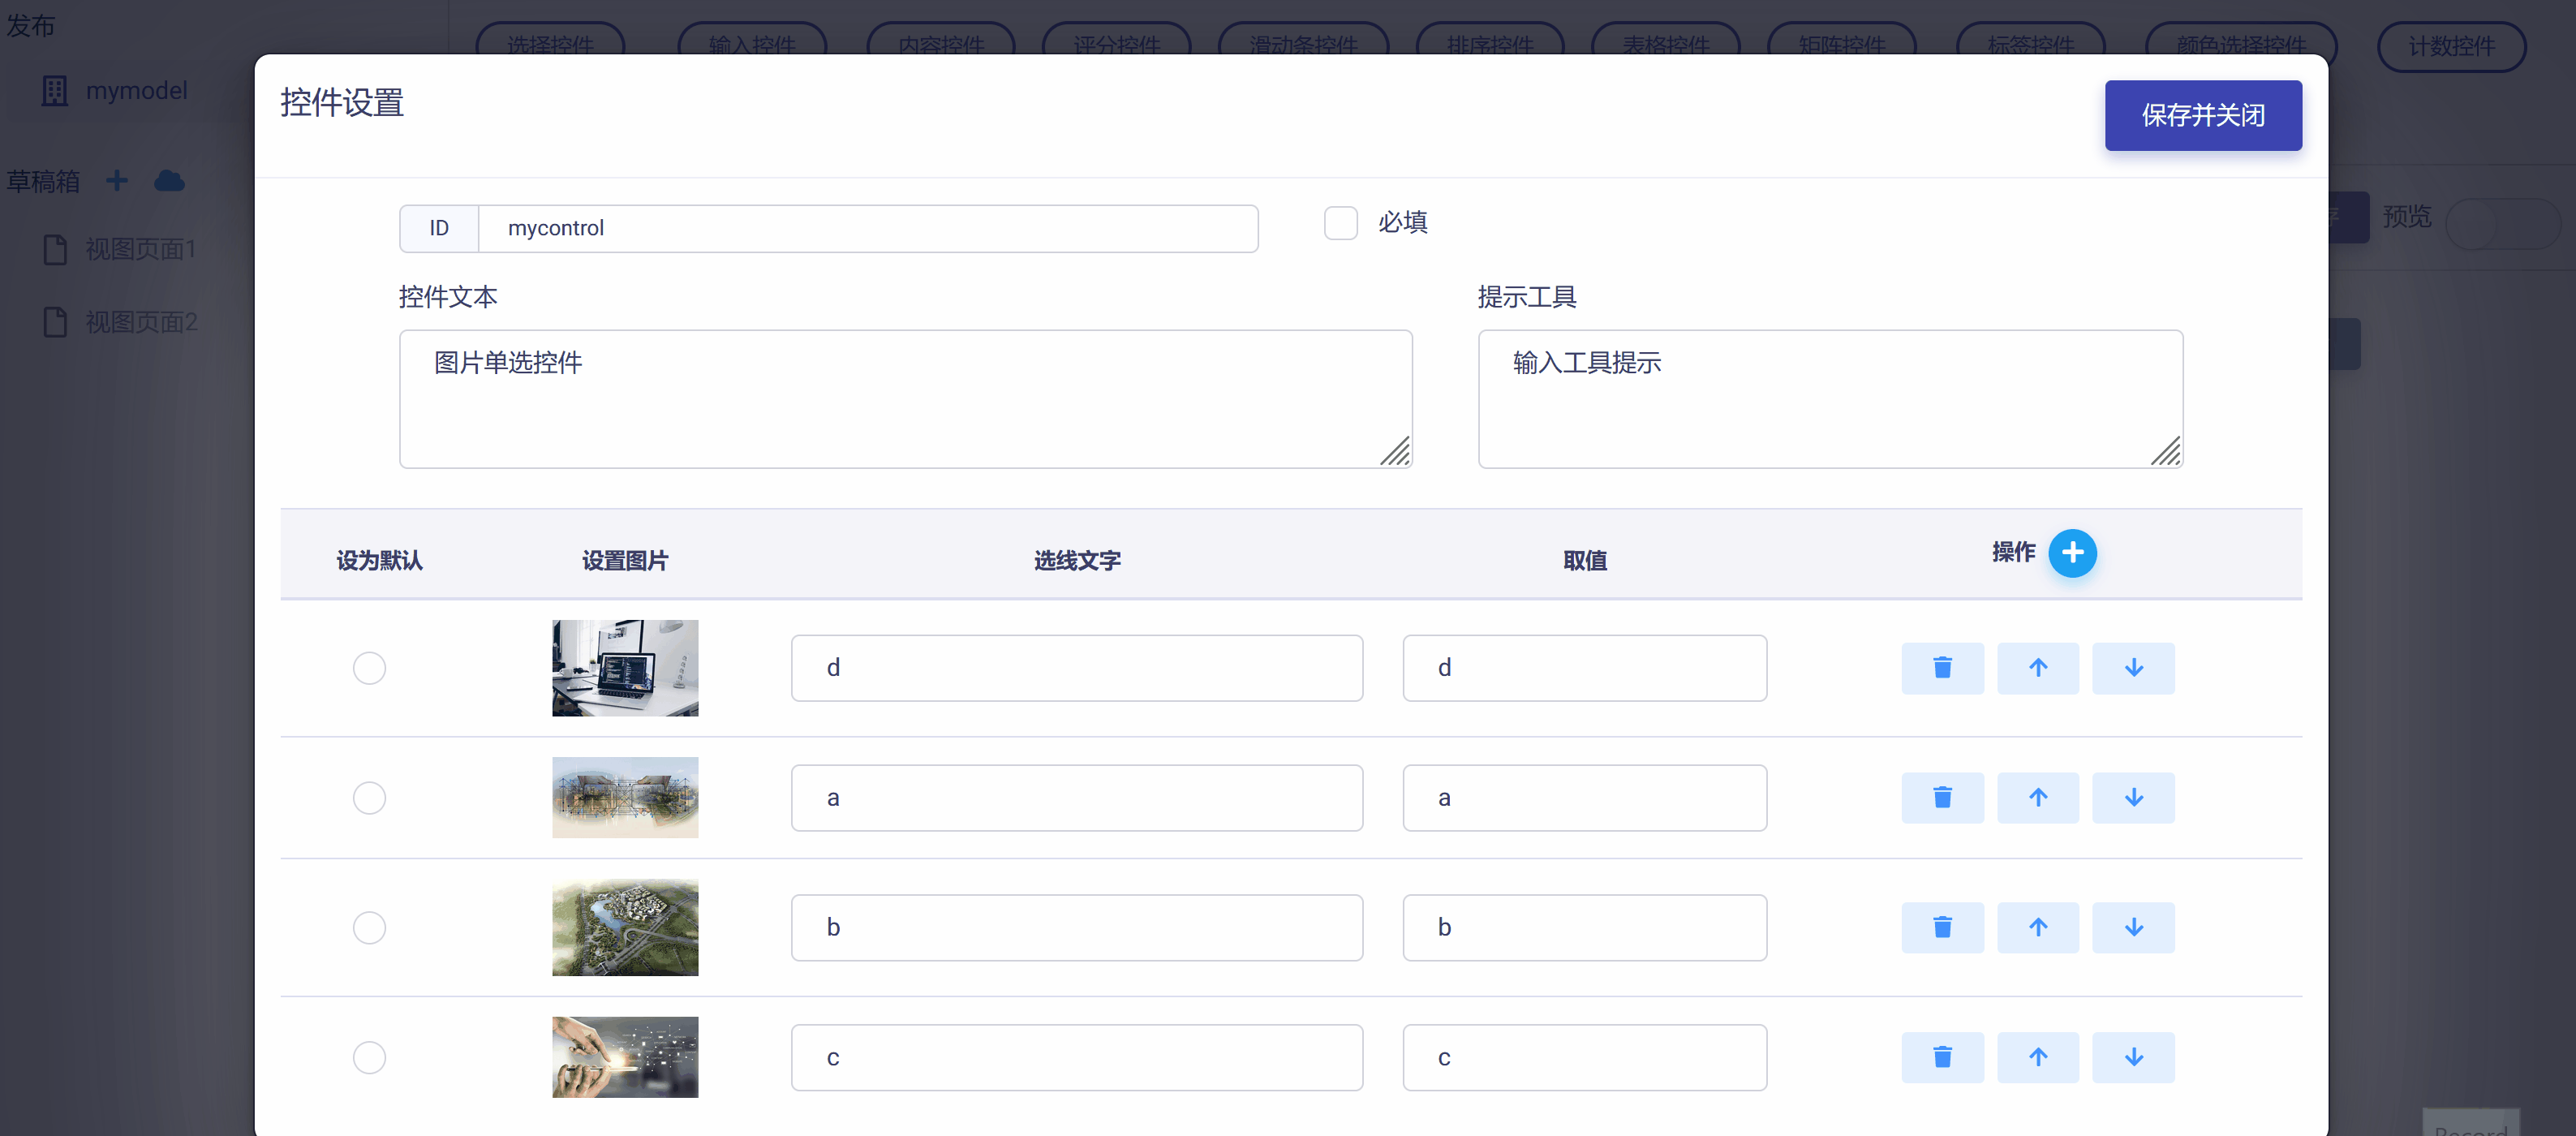 发布
选择控件 输入控件 内容控件 评分控件 滑动条控件 排序控件 表格控件 矩阵控件 标签控件 颜色选择控件 计数控件
mymodel
控件设置
保存并关闭
草稿箱
ID mycontrol 必填
预览
视图页面1
控件文本 提示工具
视图页面2
图片单选控件 输入工具提示
设为默认 设置图片 选线文字 取值 操作
d d
a a
b b
c c
Record